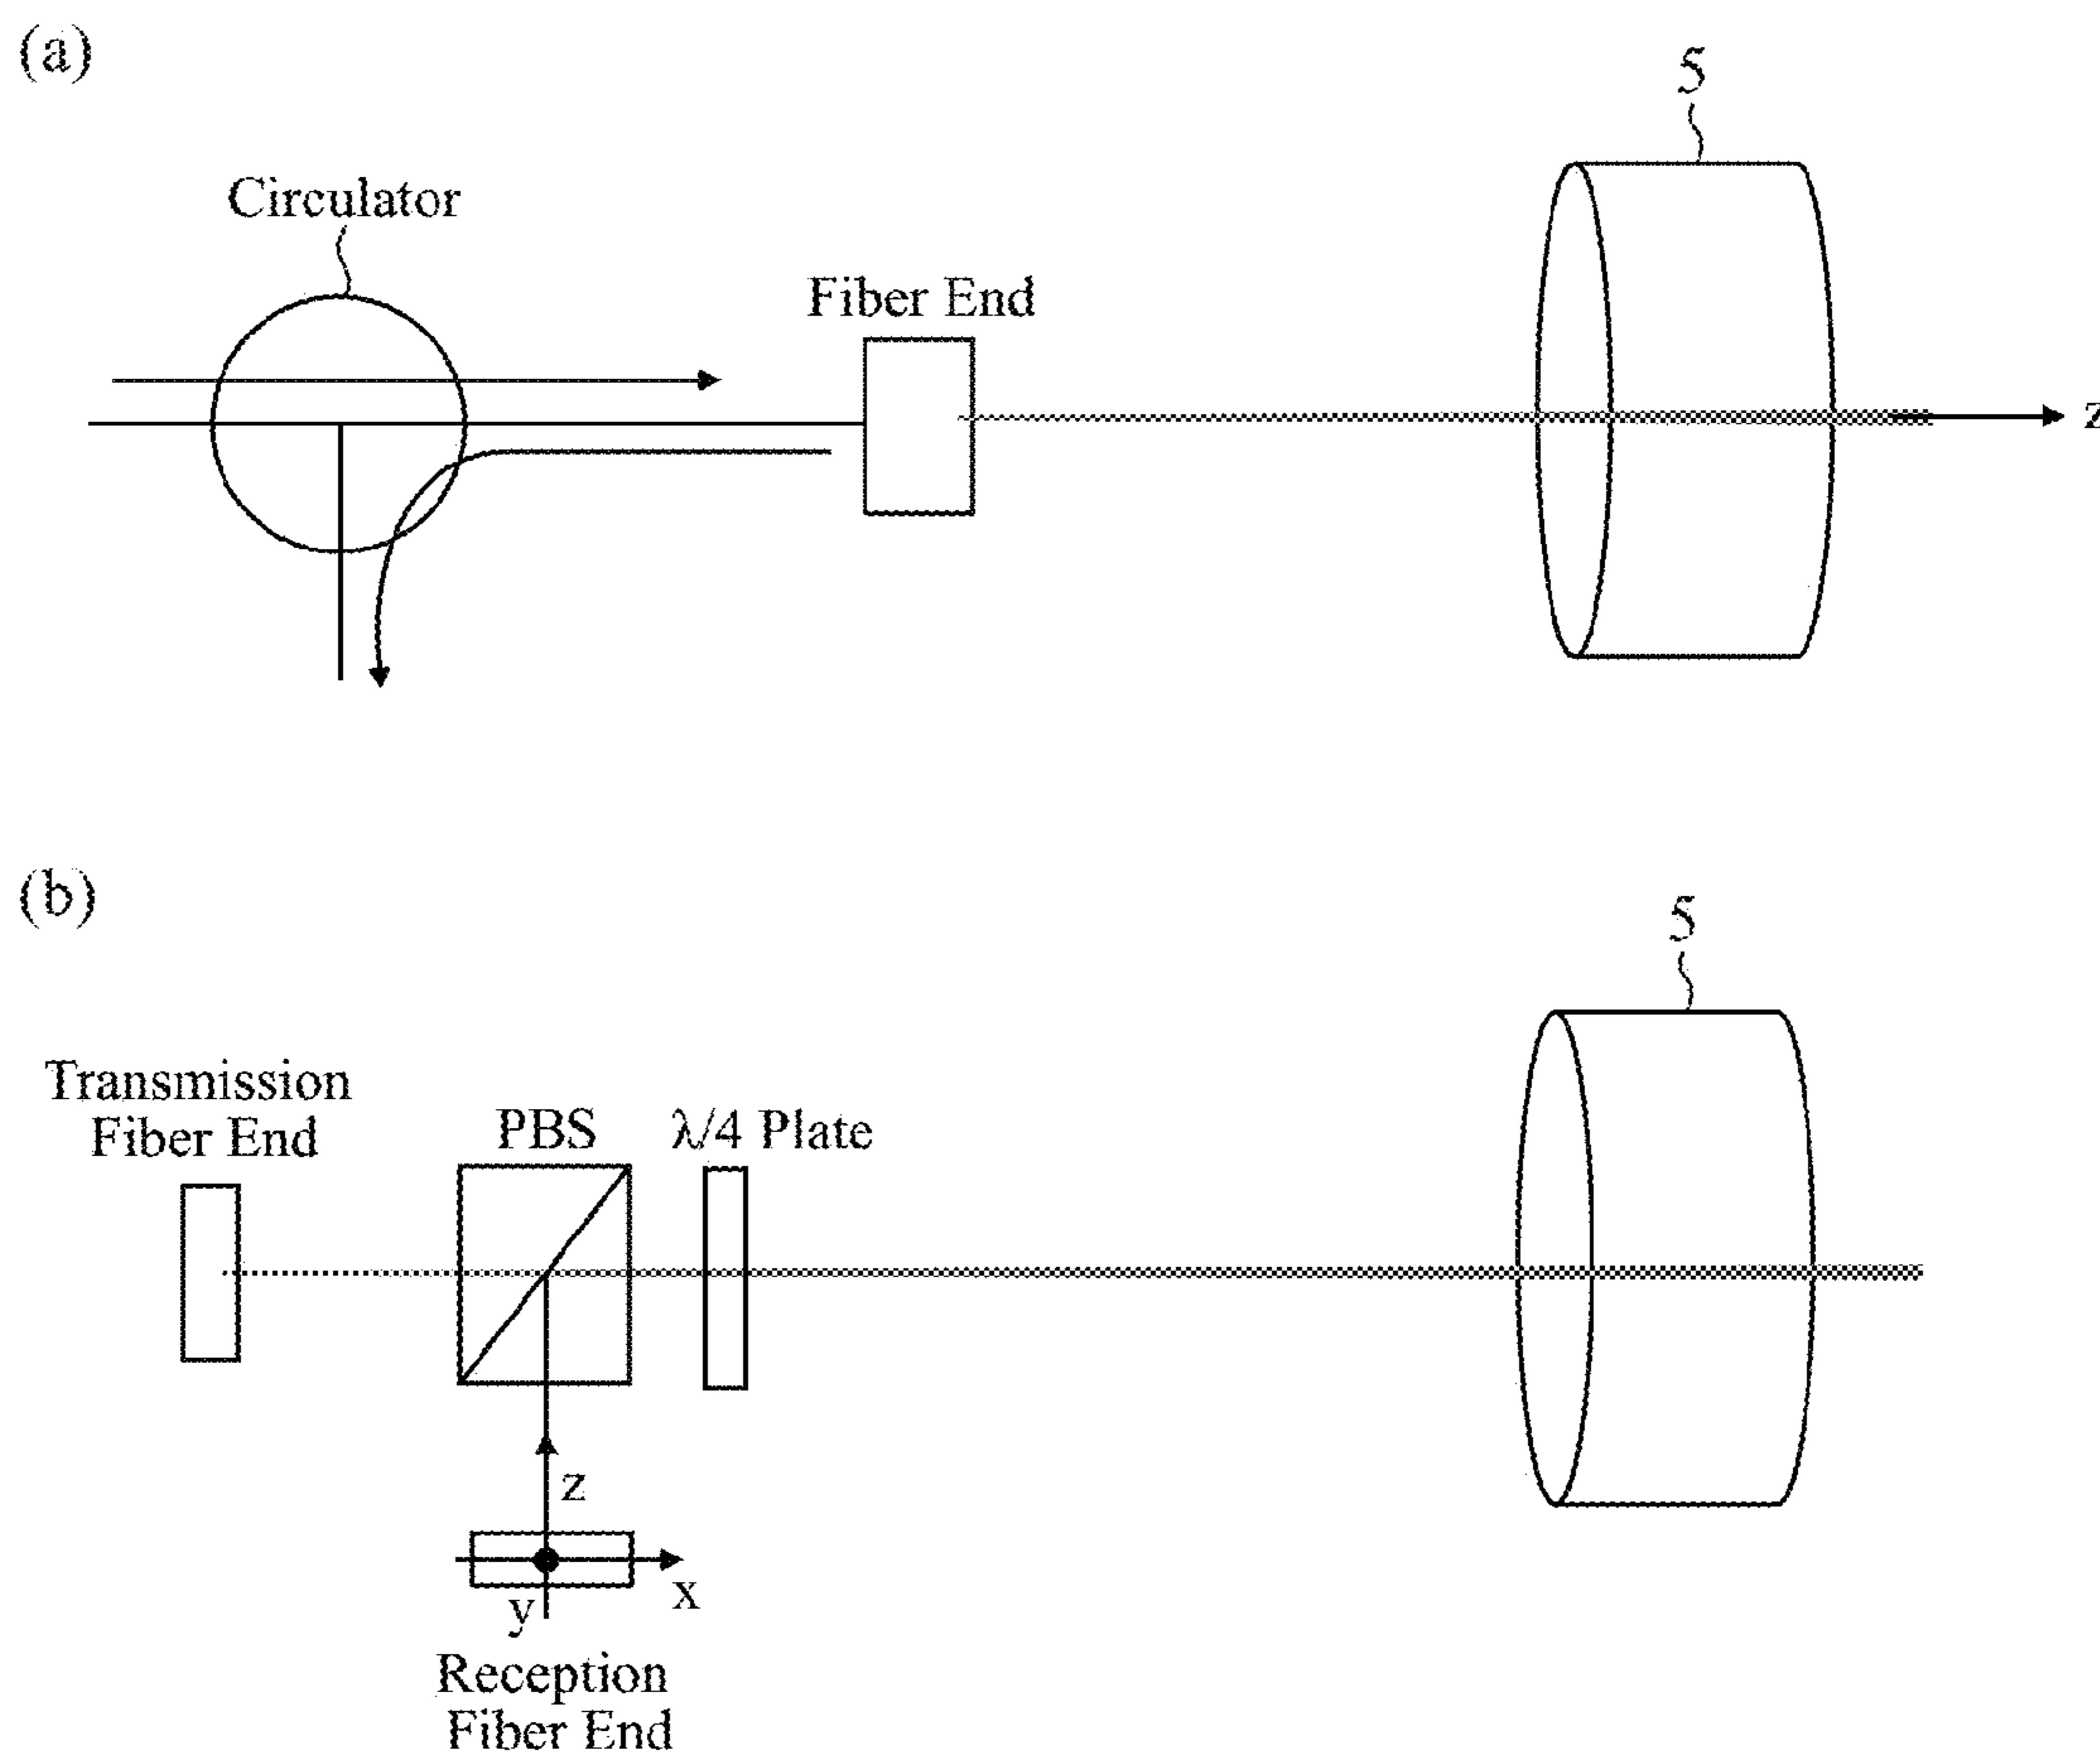 (a)
5
Circulator
Fiber End
z
(b)
5
Transmission
Fiber End
PBS
λ/4 Plate
z
x
y
Reception
Fiber End